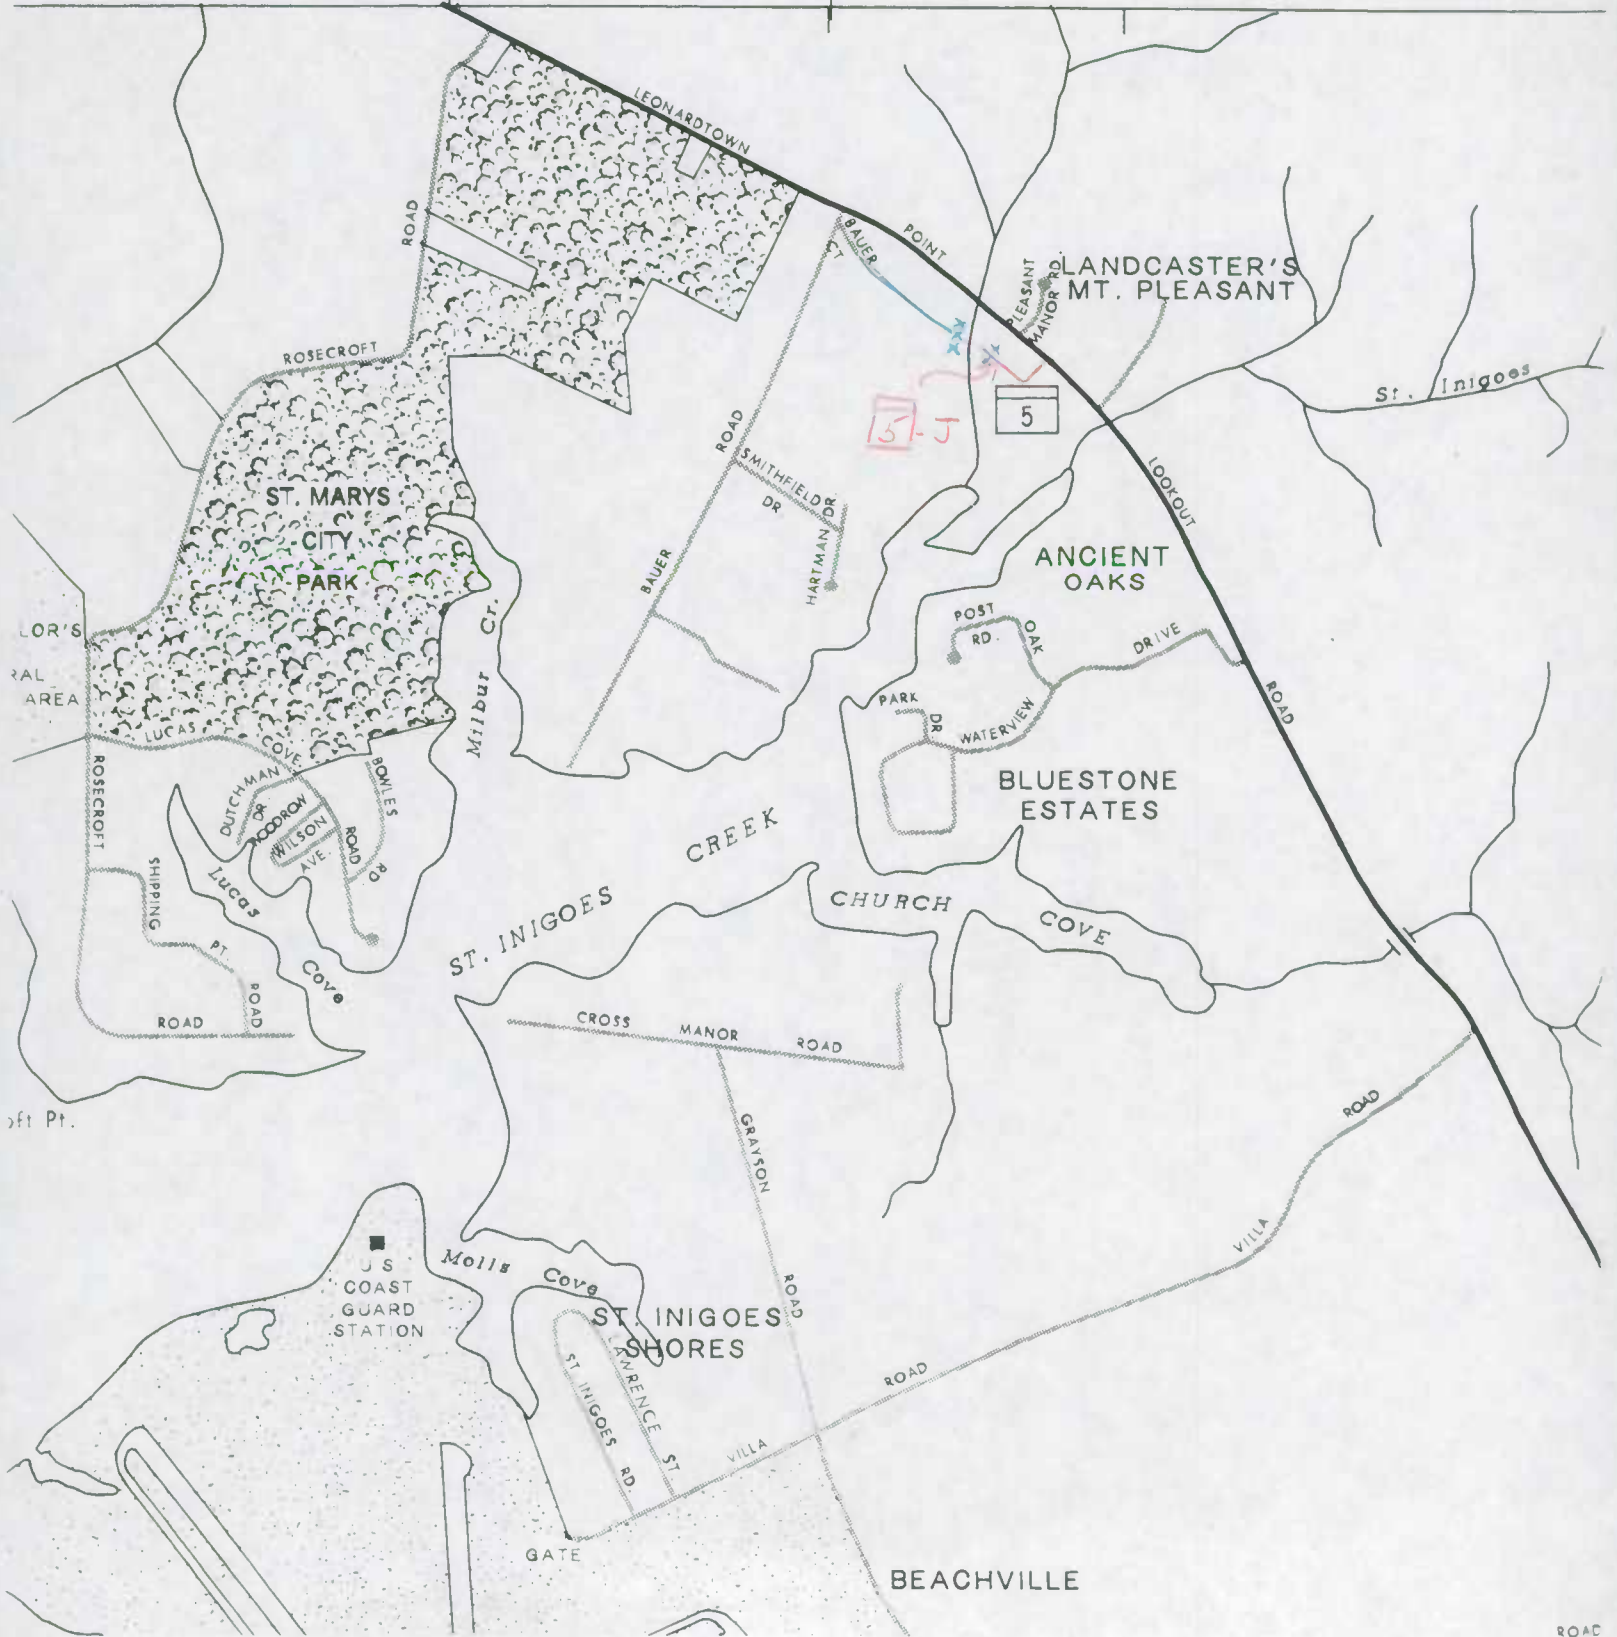 LEONARDTOWN
ROAD
BAUER
CT
POINT
PLEASANT
MANOR RD.
LANDCASTER'S
MT. PLEASANT
ROSECROFT
St. Inigoes
5
5-J
ROAD
SMITHFIELD
DR
HARTMAN DR.
LOOKOUT
ST. MARYS
CITY
PARK
ANCIENT
OAKS
BAUER
Milbur Cr.
POST
OAK
RD.
DRIVE
LOR'S
RAL
AREA
ROAD
PARK
DR
WATERVIEW
LUCAS
COVE
ROSECROFT
DUTCHMAN
DR.
WOODROW
WILSON
AVE.
ROAD
BOWLES
RD.
BLUESTONE
ESTATES
ST. INIGOES CREEK
SHIPPING
PT.
ROAD
Lucas
Cove
CHURCH
COVE
ROAD
CROSS MANOR ROAD
oft Pt.
GRAYSON
ROAD
ROAD
VILLA
Molls Cove
U S
COAST
GUARD
STATION
ST. INIGOES
SHORES
LAWRENCE ST.
ST INIGOES RD.
ROAD
VILLA
GATE
BEACHVILLE
ROAD